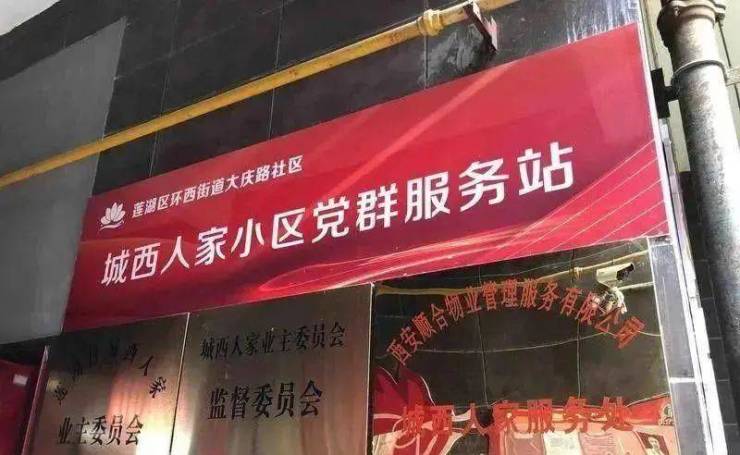 莲湖区环西街道大庆路社区
城西人家小区党群服务站
西人家
业主委员会
城西人家业主委员会
监督委员会
西安顺合物业管理服务有限公司
城西人家服务处